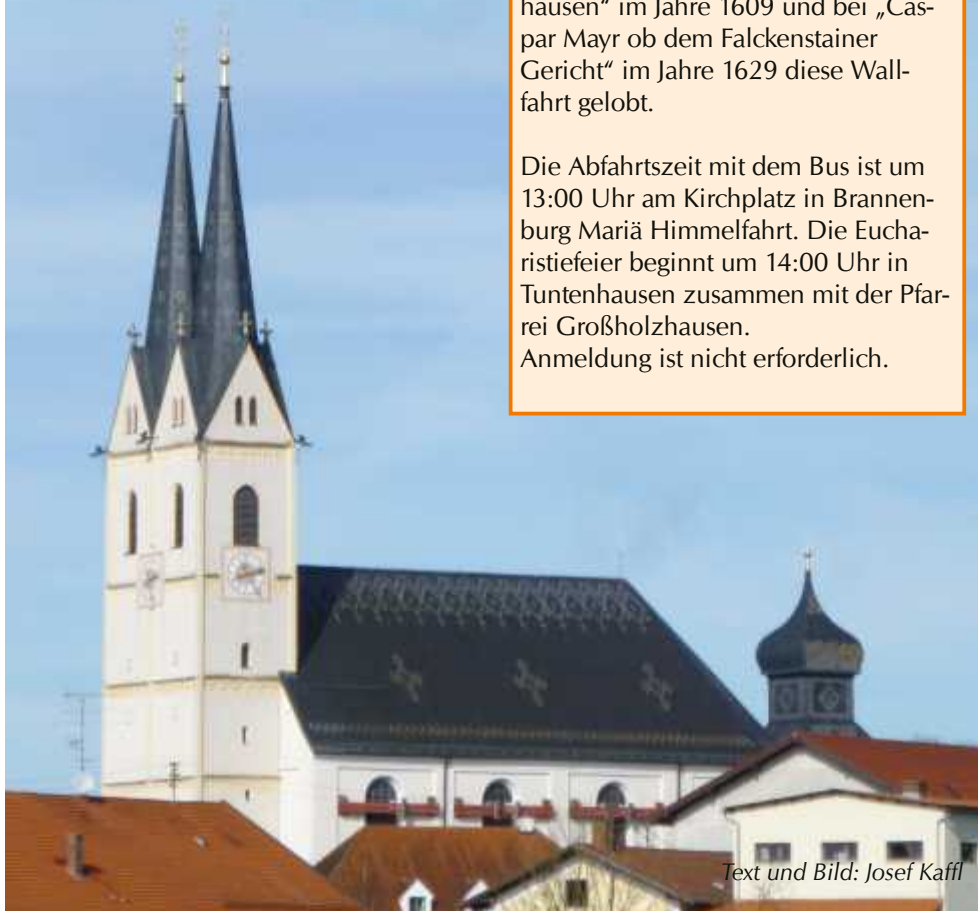 hausen“ im Jahre 1609 und bei „Cas-
par Mayr ob dem Falckenstainer
Gericht“ im Jahre 1629 diese Wall-
fahrt gelobt.
Die Abfahrtszeit mit dem Bus ist um
13:00 Uhr am Kirchplatz in Brannen-
burg Mariä Himmelfahrt. Die Eucha-
ristiefeier beginnt um 14:00 Uhr in
Tuntenhausen zusammen mit der Pfar-
rei Großholzhausen.
Anmeldung ist nicht erforderlich.
Text und Bild: Josef Kaffl